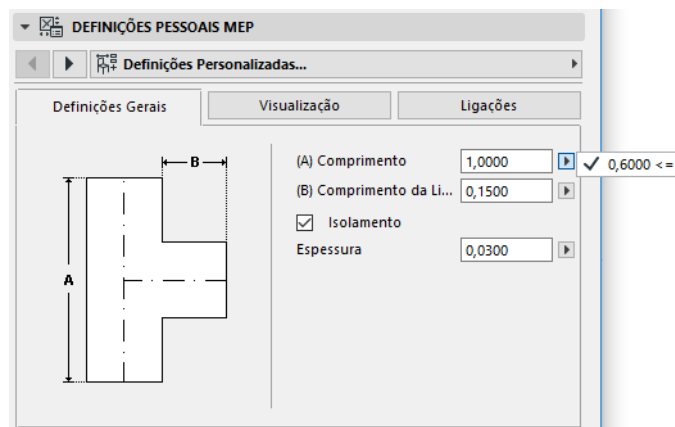 DEFINIÇÕES PESSOAIS MEP
Definições Personalizadas...
Definições Gerais Visualização Ligações
B
A
(A) Comprimento 1,0000 0,6000 <=
(B) Comprimento da Li... 0,1500
Isolamento
Espessura 0,0300